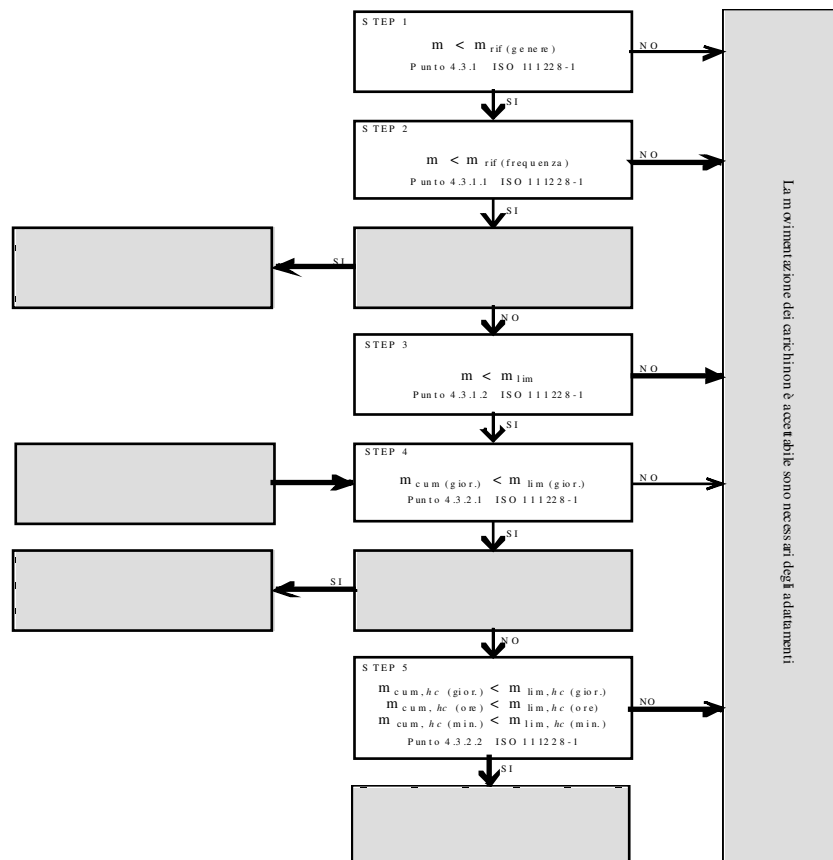 STEP 1
m < m rif (genere)
Punto 4.3.1 ISO 111228-1
NO
SI
STEP 2
m < m rif (frequenza)
Punto 4.3.1.1 ISO 111228-1
NO
SI
SI
NO
STEP 3
m < m lim
Punto 4.3.1.2 ISO 111228-1
NO
SI
STEP 4
m cum (gior.) < m lim (gior.)
Punto 4.3.2.1 ISO 111228-1
NO
SI
SI
NO
STEP 5
m cum, hc (gior.) < m lim, hc (gior.)
m cum, hc (ore) < m lim, hc (ore)
m cum, hc (min.) < m lim, hc (min.)
Punto 4.3.2.2 ISO 111228-1
NO
SI
La movimentazione dei carichi non è accettabile sono necessari degli adattamenti